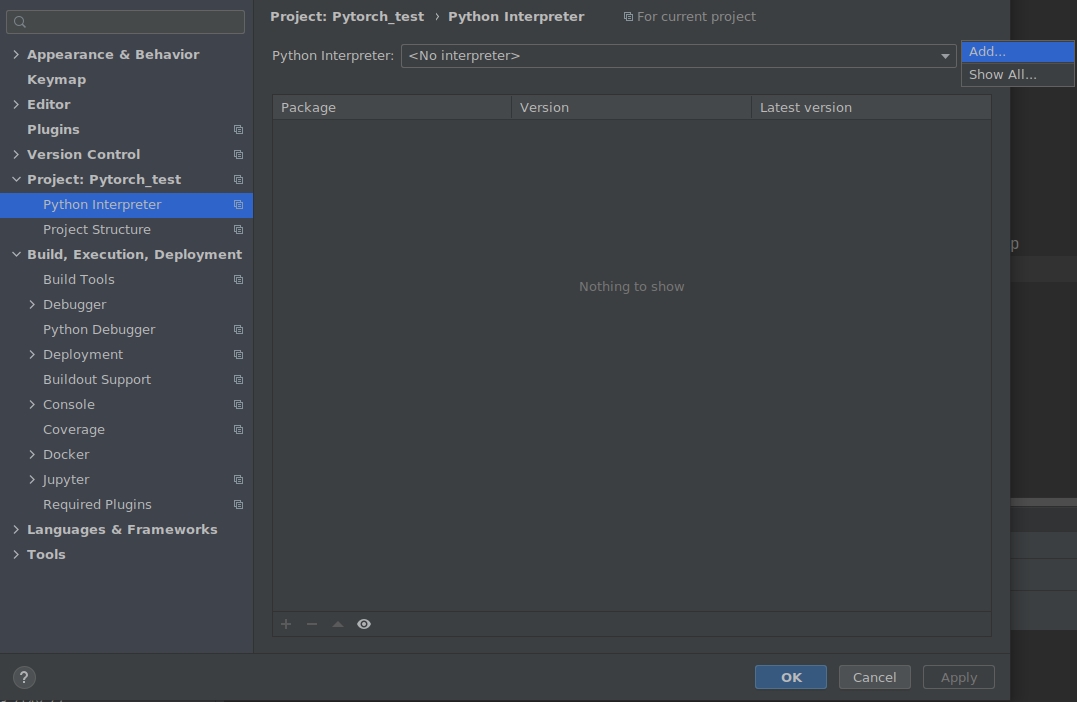 Project: Pytorch_test › Python Interpreter For current project
Python Interpreter: <No interpreter>
Add...
Show All...
Appearance & Behavior
Keymap
Editor
Plugins
Version Control
Project: Pytorch_test
Python Interpreter
Project Structure
Build, Execution, Deployment
Build Tools
Debugger
Python Debugger
Deployment
Buildout Support
Console
Coverage
Docker
Jupyter
Required Plugins
Languages & Frameworks
Tools
Package Version Latest version
Nothing to show
p
?
OK Cancel Apply